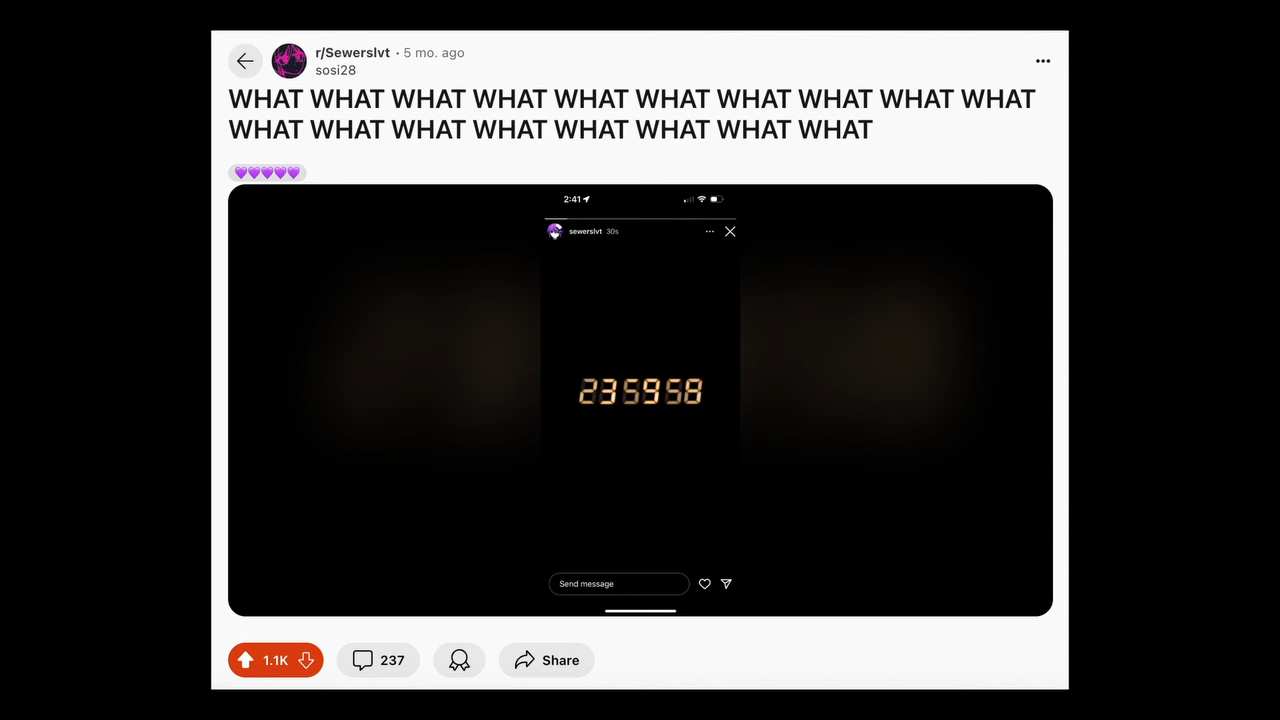 r/Sewerslvt • 5 mo. ago
sosi28
WHAT WHAT WHAT WHAT WHAT WHAT WHAT WHAT WHAT WHAT
WHAT WHAT WHAT WHAT WHAT WHAT WHAT WHAT
💜💜💜💜💜
2:41
sewerslvt 30s
235958
Send message
1.1K
237
Share